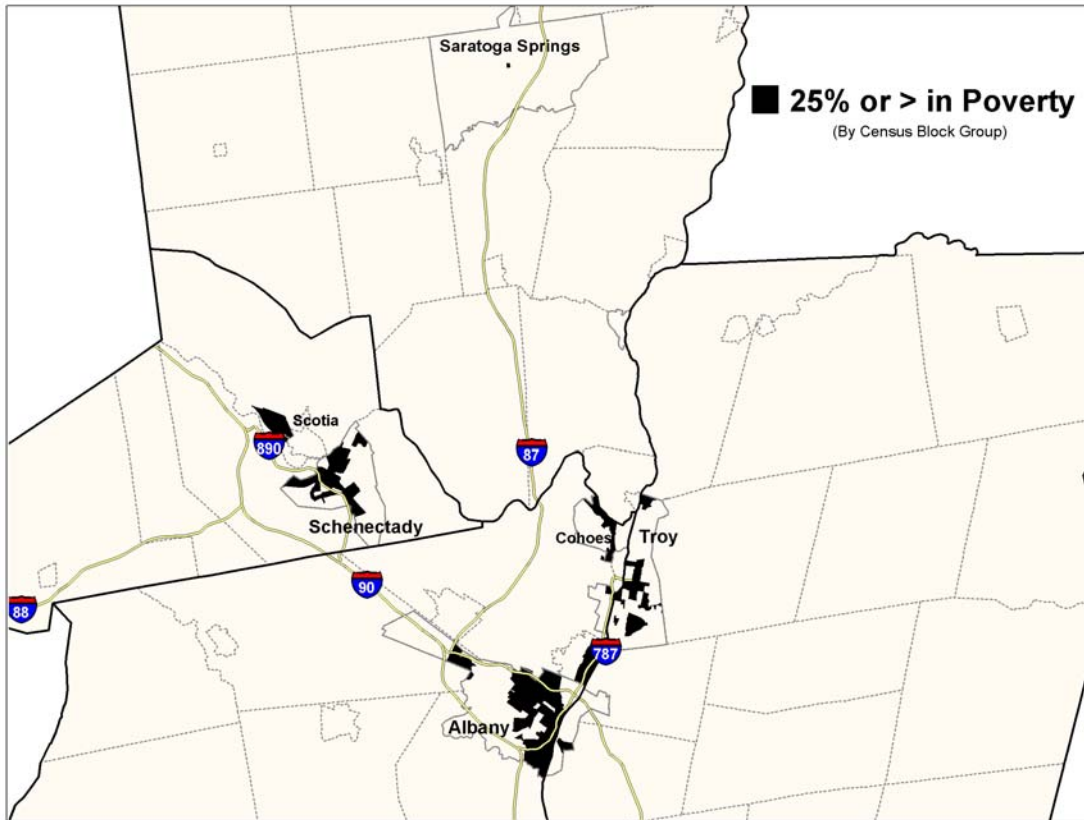 Saratoga Springs
25% or > in Poverty
(By Census Block Group)
Scotia
890
87
Schenectady
Cohoes
Troy
90
88
787
Albany